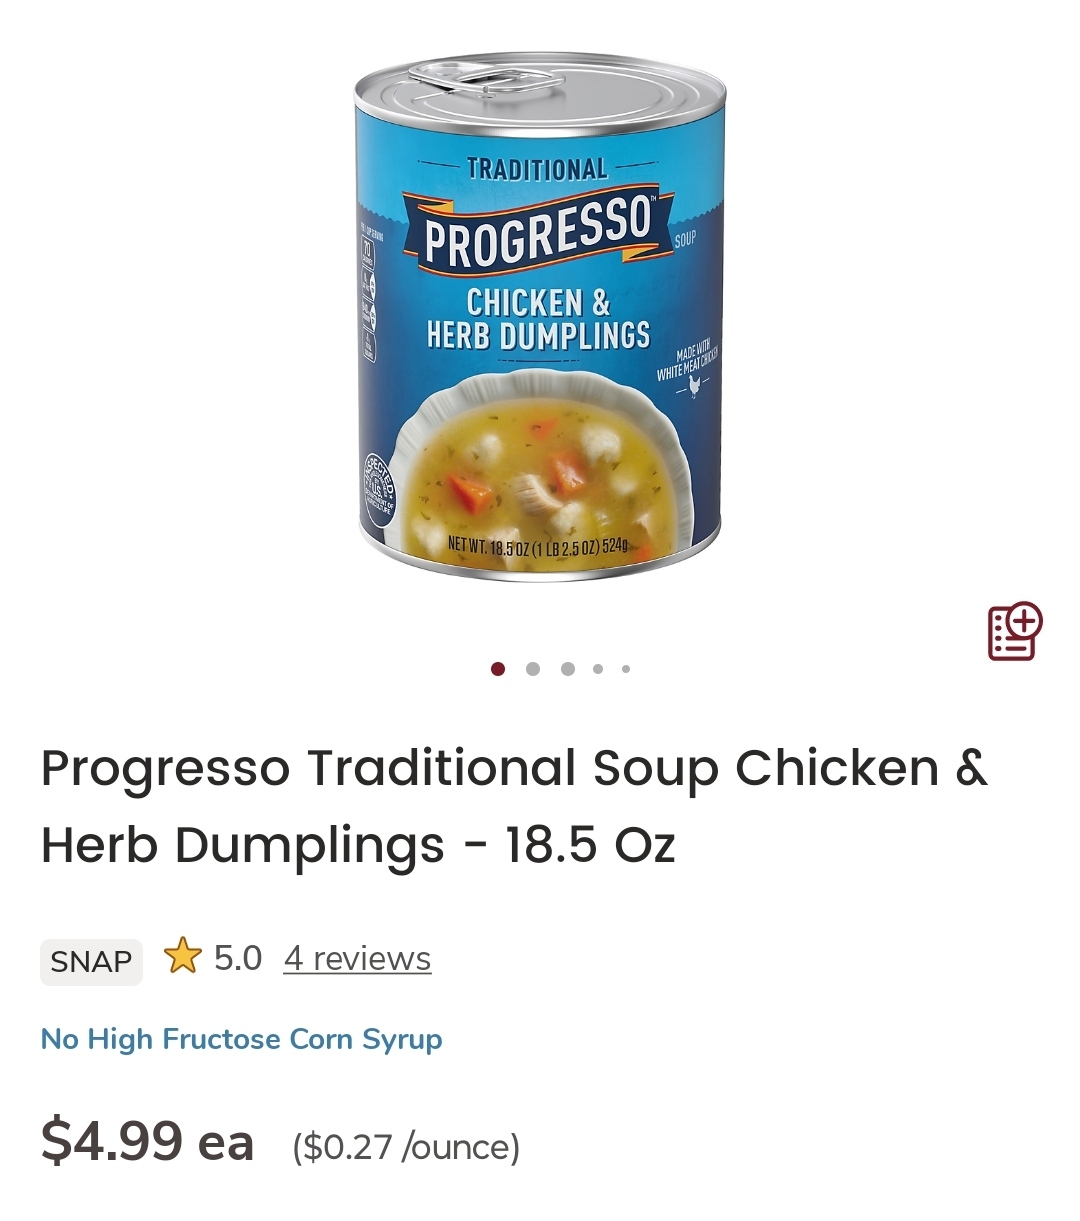 TRADITIONAL
PROGRESSO™
SOUP
CHICKEN &
HERB DUMPLINGS
MADE WITH
WHITE MEAT CHICKEN
NET WT. 18.5 OZ (1 LB 2.5 OZ) 524g
Progresso Traditional Soup Chicken &
Herb Dumplings - 18.5 Oz
SNAP 5.0 4 reviews
No High Fructose Corn Syrup
$4.99 ea ($0.27 /ounce)